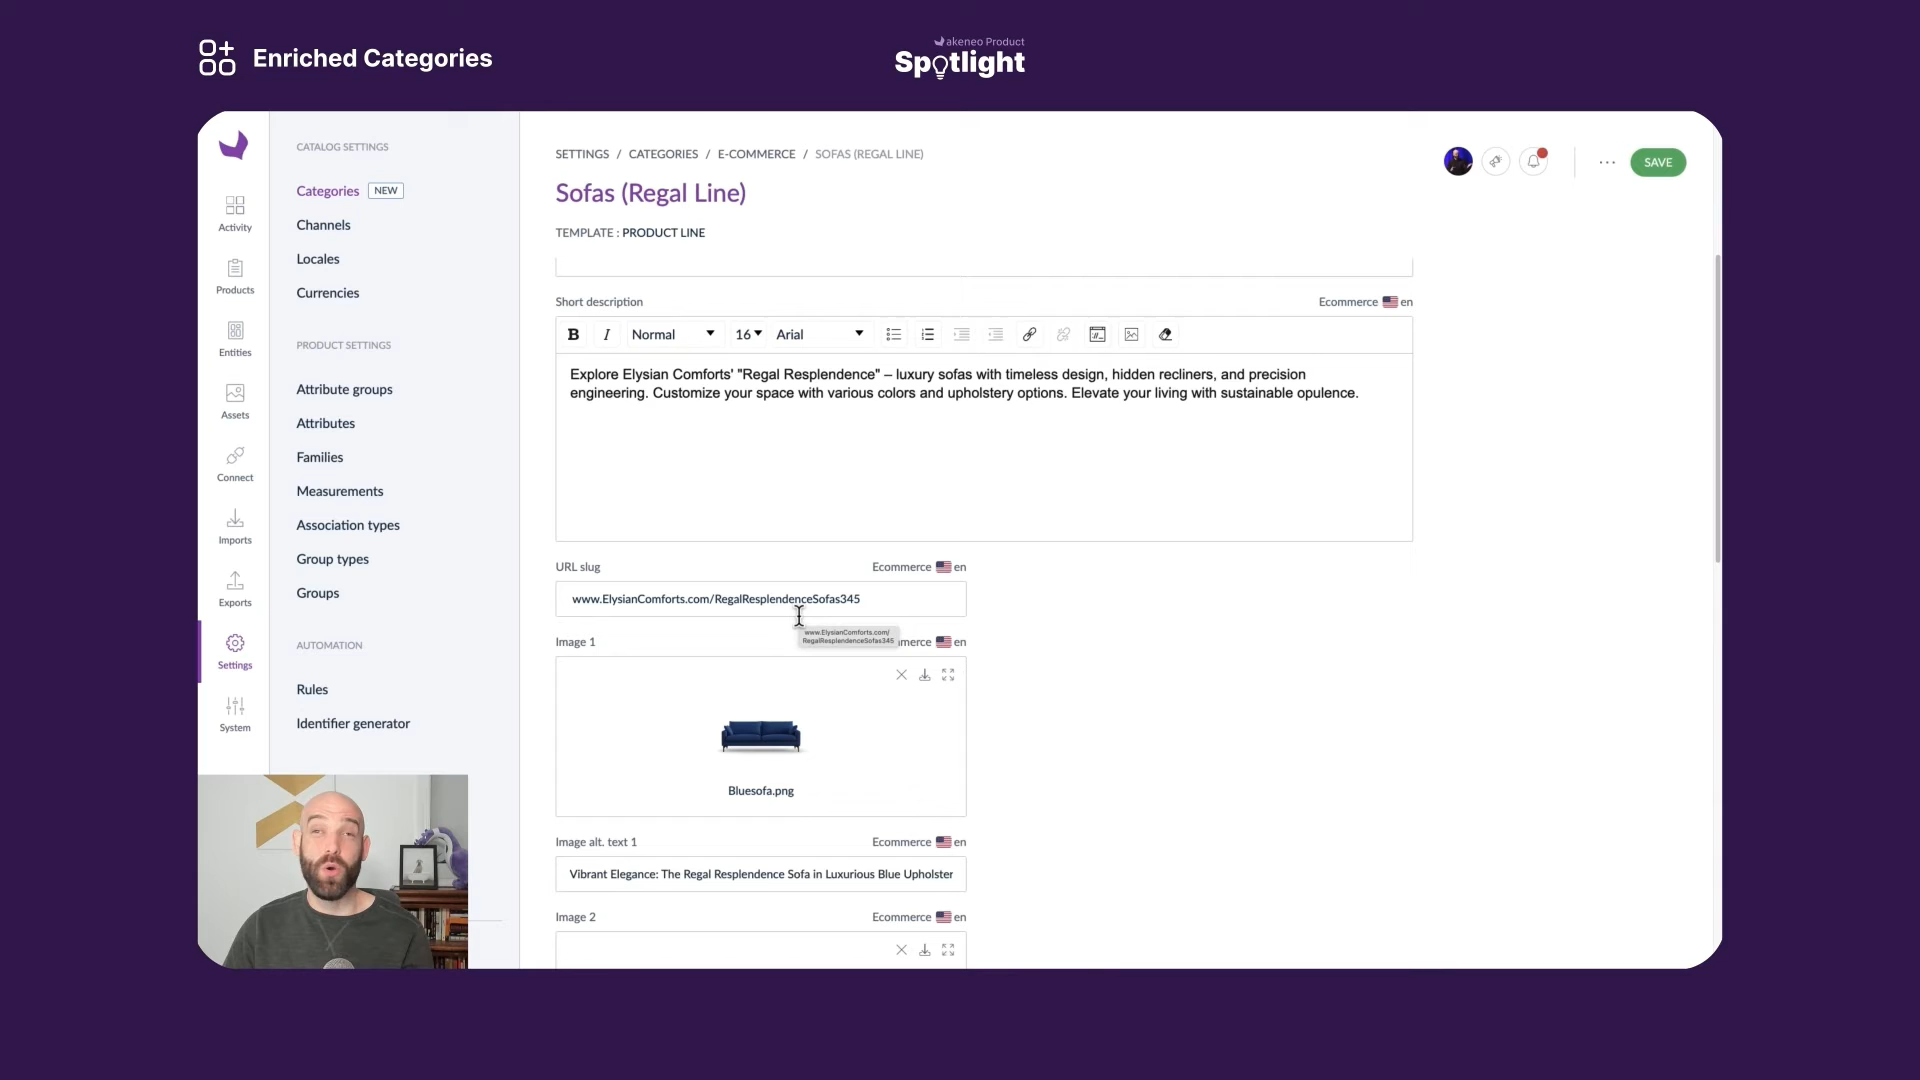 Enriched Categories
akeneo Product
Spotlight
SETTINGS / CATEGORIES / E-COMMERCE / SOFAS (REGAL LINE)
SAVE
Sofas (Regal Line)
TEMPLATE : PRODUCT LINE
Activity
Products
Entities
Assets
Connect
Imports
Exports
Settings
System
CATALOG SETTINGS
Categories NEW
Channels
Locales
Currencies
PRODUCT SETTINGS
Attribute groups
Attributes
Families
Measurements
Association types
Group types
Groups
AUTOMATION
Rules
Identifier generator
Short description Ecommerce en
B I Normal 16 Arial
Explore Elysian Comforts' "Regal Resplendence" – luxury sofas with timeless design, hidden recliners, and precision
engineering. Customize your space with various colors and upholstery options. Elevate your living with sustainable opulence.
URL slug Ecommerce en
www.ElysianComforts.com/RegalResplendenceSofas345
www.ElysianComforts.com/
RegalResplendenceSofas345
Image 1 merce en
Bluesofa.png
Image alt. text 1 Ecommerce en
Vibrant Elegance: The Regal Resplendence Sofa in Luxurious Blue Upholster
Image 2 Ecommerce en